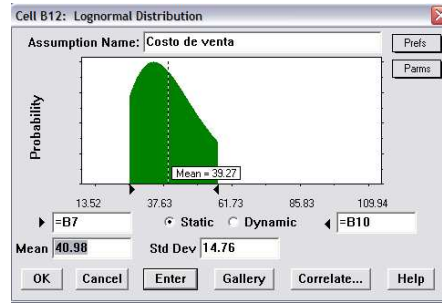 Cell B12: Lognormal Distribution
Assumption Name: Costo de venta
Prefs
Parms
Probability
Mean = 39.27
13.52 37.63 61.73 85.83 109.94
=B7 Static Dynamic =B10
Mean 40.98 Std Dev 14.76
OK Cancel Enter Gallery Correlate... Help